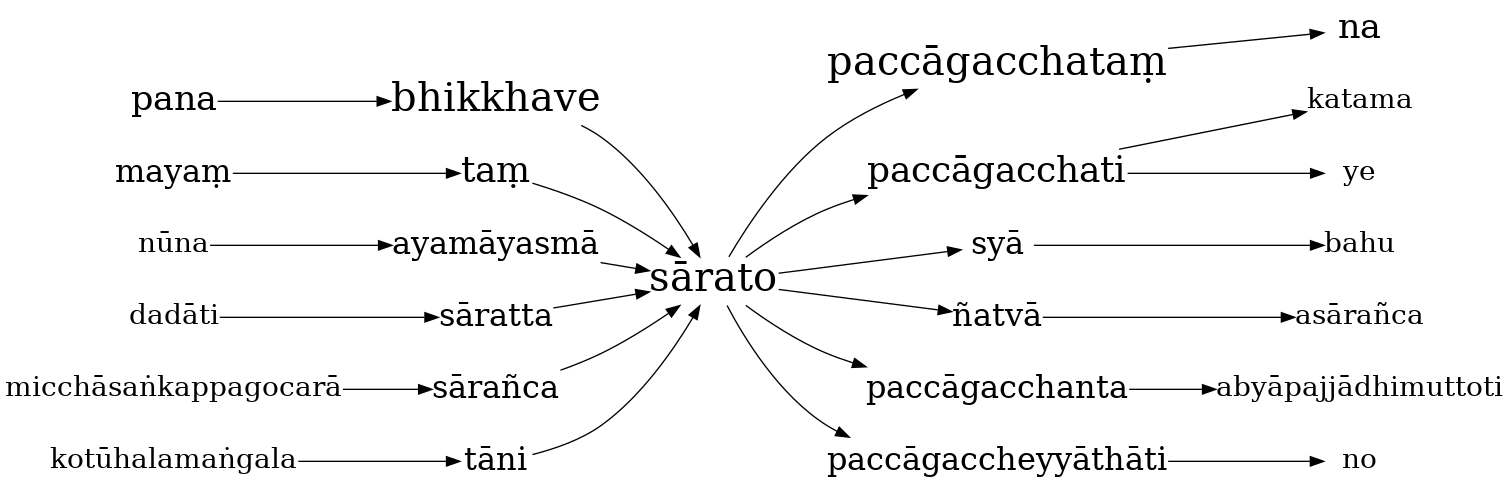 na
paccāgacchataṃ
pana
bhikkhave
katama
mayaṃ
taṃ
paccāgacchati
ye
nūna
ayamāyasmā
syā
bahu
sārato
dadāti
sāratta
ñatvā
asārañca
micchāsaṅkappagocarā
sārañca
paccāgacchanta
abyāpajjādhimuttoti
kotūhalamaṅgala
tāni
paccāgaccheyyāthāti
no